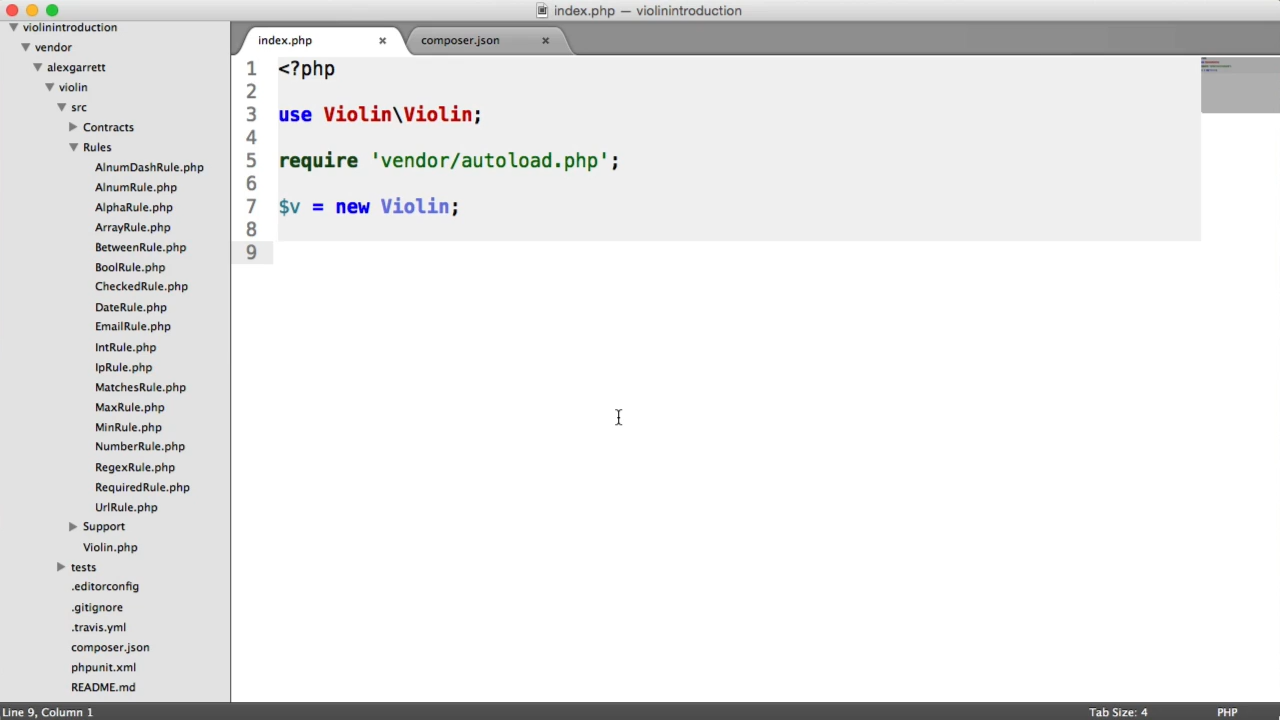 index.php — violinintroduction
violinintroduction
vendor
alexgarrett
violin
src
Contracts
Rules
AlnumDashRule.php
AlnumRule.php
AlphaRule.php
ArrayRule.php
BetweenRule.php
BoolRule.php
CheckedRule.php
DateRule.php
EmailRule.php
IntRule.php
IpRule.php
MatchesRule.php
MaxRule.php
MinRule.php
NumberRule.php
RegexRule.php
RequiredRule.php
UrlRule.php
Support
Violin.php
tests
.editorconfig
.gitignore
.travis.yml
composer.json
phpunit.xml
README.md
index.php
composer.json
1 <?php
2
3 use Violin\Violin;
4
5 require 'vendor/autoload.php';
6
7 $v = new Violin;
8
9
Line 9, Column 1
Tab Size: 4
PHP